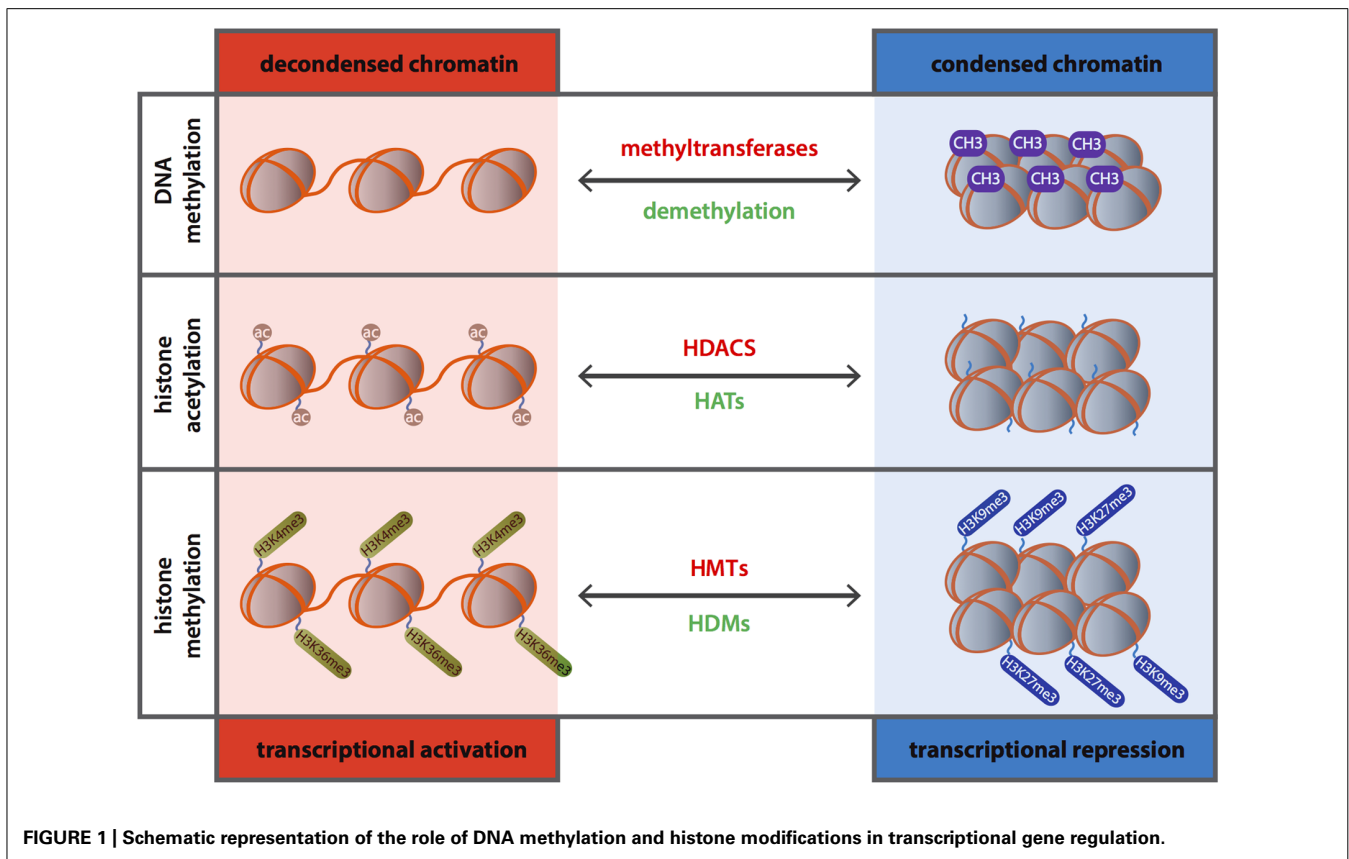 decondensed chromatin
condensed chromatin
DNA
methylation
methyltransferases
demethylation
CH3 CH3 CH3
CH3 CH3 CH3
histone
acetylation
ac ac ac
ac ac ac
HDACS
HATs
histone
methylation
H3K4me3 H3K4me3 H3K4me3
H3K36me3 H3K36me3 H3K36me3
HMTs
HDMs
H3K9me3 H3K9me3 H3K27me3
H3K27me3 H3K27me3 H3K9me3
transcriptional activation
transcriptional repression
FIGURE 1 | Schematic representation of the role of DNA methylation and histone modifications in transcriptional gene regulation.